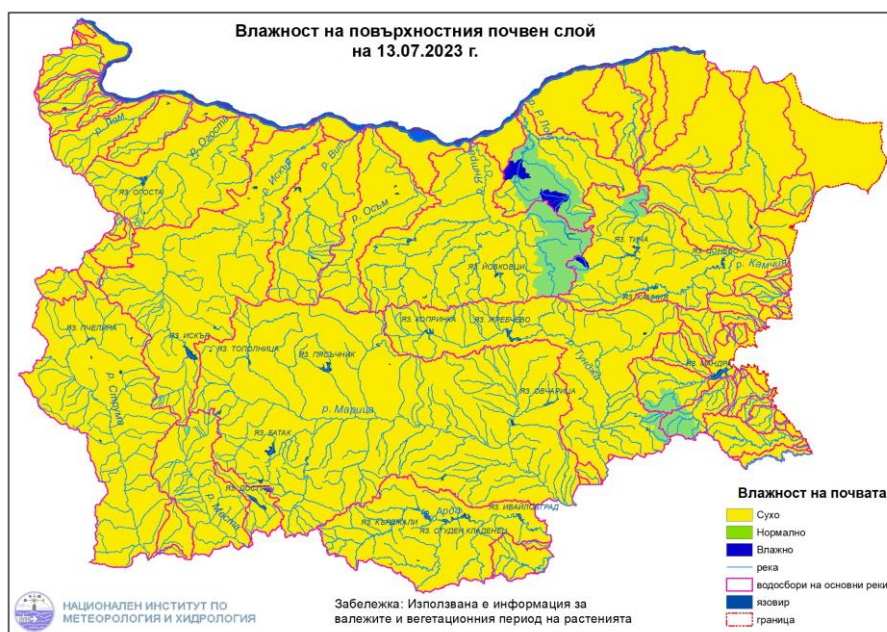 Влажност на повърхностния почвен слой
на 13.07.2023 г.
р. Лом
р. Огоста
р. Искър
р. Вит
р. Осъм
р. Янтра
р. Р. Лом
ЯЗ. ОГОСТА
ЯЗ. ТИЧА
ЯЗ. ЦОНЕВО
ЯЗ. ЙОВКОВЦИ
р. Камчия
ЯЗ. КАМЧИЯ
ЯЗ. ПЧЕЛИНА
ЯЗ. ИСКЪР
ЯЗ. ТОПОЛНИЦА
ЯЗ. ПЯСЪЧНИК
ЯЗ. КОПРИНКА
ЯЗ. ЖРЕБЧЕВО
р. Тунджа
ЯЗ. МАНДРА
р. Струма
р. Марица
ЯЗ. ОВЧАРИЦА
ЯЗ. БАТАК
ЯЗ. ДОСПАТ
р. Места
р. Арда
ЯЗ. ИВАЙЛОВГРАД
ЯЗ. КЪРДЖАЛИ
ЯЗ. СТУДЕН КЛАДЕНЕЦ
Влажност на почвата
Сухо
Нормално
Влажно
река
водосбори на основни реки
язовир
граница
НАЦИОНАЛЕН ИНСТИТУТ ПО
МЕТЕОРОЛОГИЯ И ХИДРОЛОГИЯ
Забележка: Използвана е информация за
валежите и вегетационния период на растенията